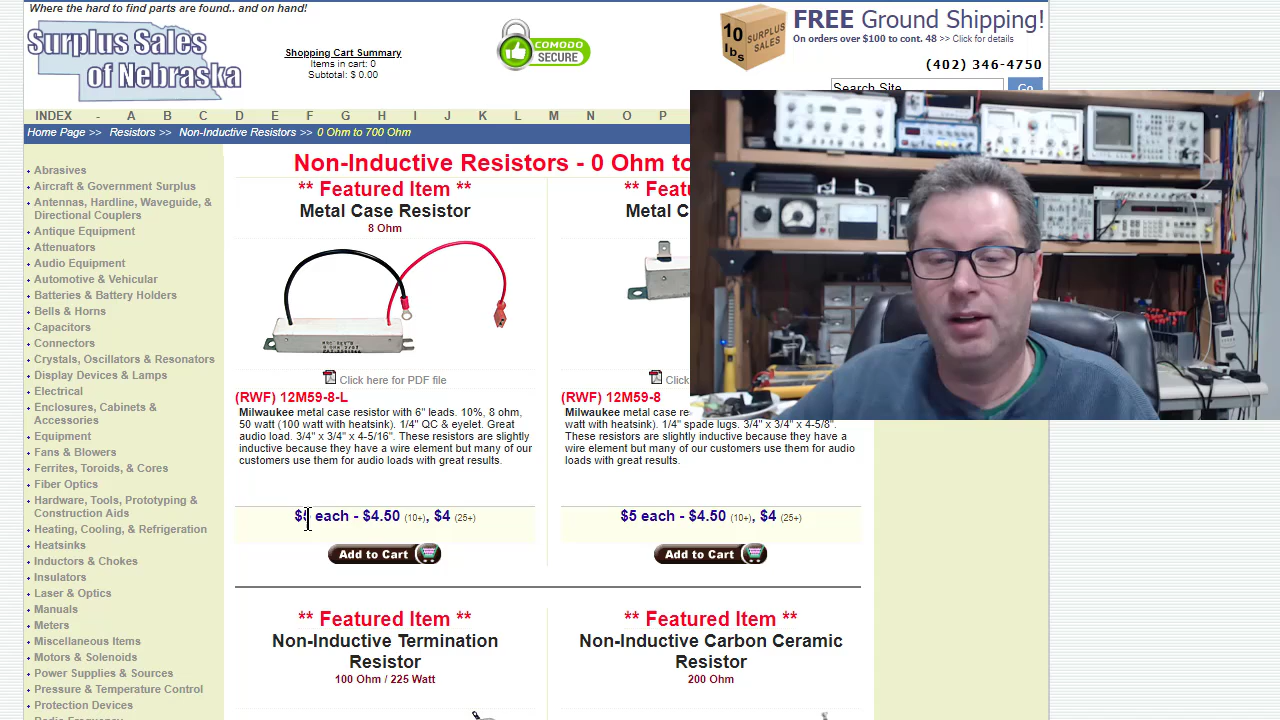 Where the hard to find parts are found.. and on hand!
Surplus Sales
of Nebraska
Shopping Cart Summary
Items in cart: 0
Subtotal: $ 0.00
COMODO
SECURE
10
lbs
SURPLUS
SALES
FREE Ground Shipping!
On orders over $100 to cont. 48 >> Click for details
(402) 346-4750
Search Site
Go
INDEX - A B C D E F G H I J K L M N O P
Home Page >> Resistors >> Non-Inductive Resistors >> 0 Ohm to 700 Ohm
Abrasives
Aircraft & Government Surplus
Antennas, Hardline, Waveguide, &
Directional Couplers
Antique Equipment
Attenuators
Audio Equipment
Automotive & Vehicular
Batteries & Battery Holders
Bells & Horns
Capacitors
Connectors
Crystals, Oscillators & Resonators
Display Devices & Lamps
Electrical
Enclosures, Cabinets &
Accessories
Equipment
Fans & Blowers
Ferrites, Toroids, & Cores
Fiber Optics
Hardware, Tools, Prototyping &
Construction Aids
Heating, Cooling, & Refrigeration
Heatsinks
Inductors & Chokes
Insulators
Laser & Optics
Manuals
Meters
Miscellaneous Items
Motors & Solenoids
Power Supplies & Sources
Pressure & Temperature Control
Protection Devices
Radio Frequency
Non-Inductive Resistors - 0 Ohm to
** Featured Item **
Metal Case Resistor
8 Ohm
Click here for PDF file
(RWF) 12M59-8-L
Milwaukee metal case resistor with 6" leads. 10%, 8 ohm,
50 watt (100 watt with heatsink). 1/4" QC & eyelet. Great
audio load. 3/4" x 3/4" x 4-5/16". These resistors are slightly
inductive because they have a wire element but many of our
customers use them for audio loads with great results.
$5 each - $4.50 (10+), $4 (25+)
Add to Cart
** Feat
Metal C
Click
(RWF) 12M59-8
Milwaukee metal case re
watt with heatsink). 1/4" spade lugs. 3/4" x 3/4" x 4-5/8".
These resistors are slightly inductive because they have a
wire element but many of our customers use them for audio
loads with great results.
$5 each - $4.50 (10+), $4 (25+)
Add to Cart
** Featured Item **
Non-Inductive Termination
Resistor
100 Ohm / 225 Watt
** Featured Item **
Non-Inductive Carbon Ceramic
Resistor
200 Ohm